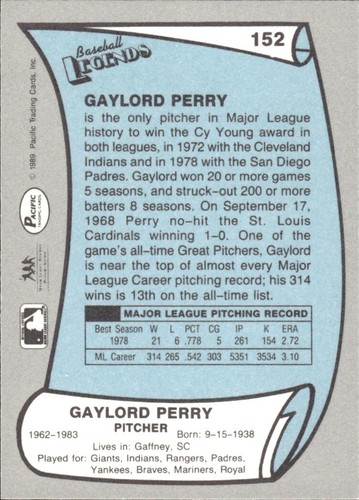 152
Baseball
LEGENDS
GAYLORD PERRY
is the only pitcher in Major League
history to win the Cy Young award in
both leagues, in 1972 with the Cleveland
Indians and in 1978 with the San Diego
Padres. Gaylord won 20 or more games
5 seasons, and struck-out 200 or more
batters 8 seasons. On September 17,
1968 Perry no-hit the St. Louis
Cardinals winning 1-0. One of the
game's all-time Great Pitchers, Gaylord
is near the top of almost every Major
League Career pitching record; his 314
wins is 13th on the all-time list.
MAJOR LEAGUE PITCHING RECORD
Best Season W L PCT CG IP K ERA
1978 21 6 .778 5 261 154 2.72
ML Career 314 265 .542 303 5351 3534 3.10
GAYLORD PERRY
PITCHER
1962-1983 Born: 9-15-1938
Lives in: Gaffney, SC
Played for: Giants, Indians, Rangers, Padres,
Yankees, Braves, Mariners, Royal
© 1989 Pacific Trading Cards, Inc.
PACIFIC
TRADING CARDS